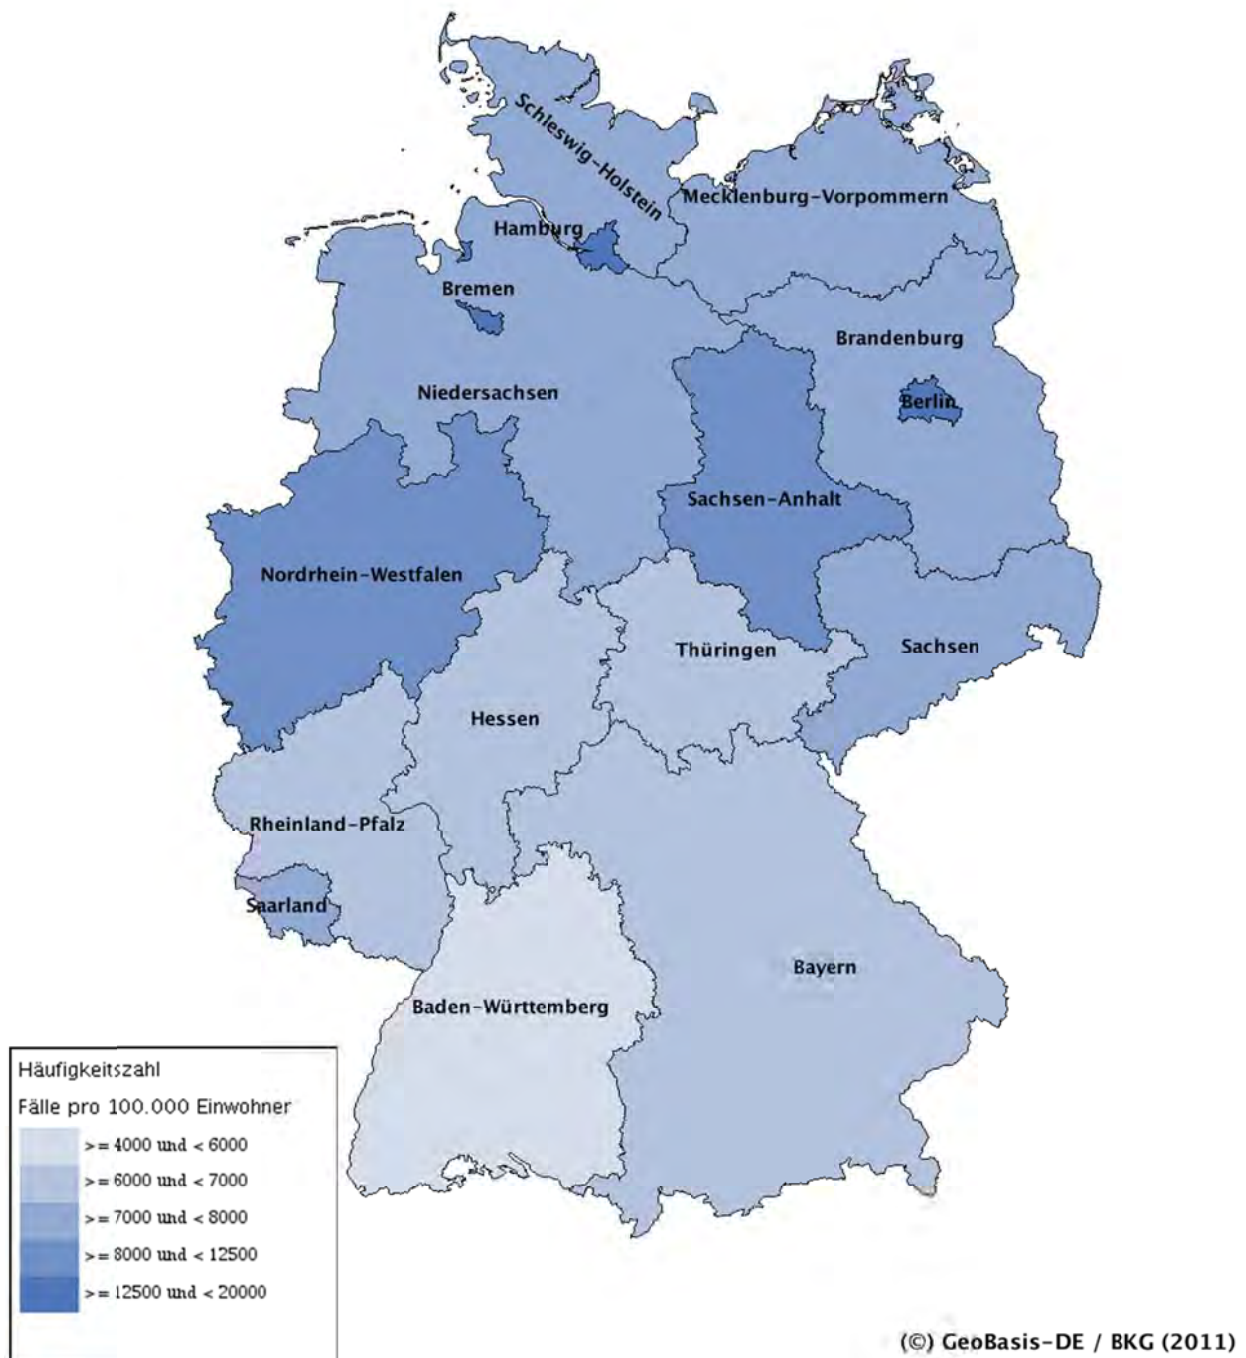 Schleswig-Holstein
Mecklenburg-Vorpommern
Hamburg
Bremen
Brandenburg
Niedersachsen
Berlin
Sachsen-Anhalt
Nordrhein-Westfalen
Thüringen
Sachsen
Hessen
Rheinland-Pfalz
Saarland
Bayern
Baden-Württemberg
Häufigkeitszahl
Fälle pro 100.000 Einwohner
>= 4000 und < 6000
>= 6000 und < 7000
>= 7000 und < 8000
>= 8000 und < 12500
>= 12500 und < 20000
(©) GeoBasis-DE / BKG (2011)